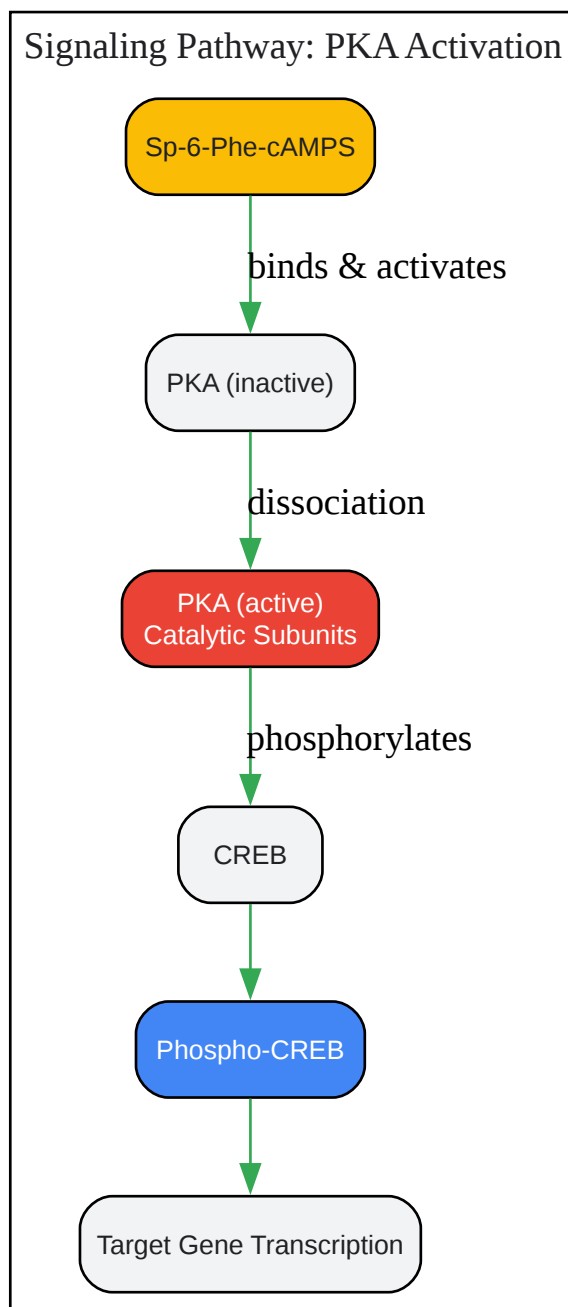 Signaling Pathway: PKA Activation
Sp-6-Phe-cAMPS
binds & activates
PKA (inactive)
dissociation
PKA (active)
Catalytic Subunits
phosphorylates
CREB
Phospho-CREB
Target Gene Transcription